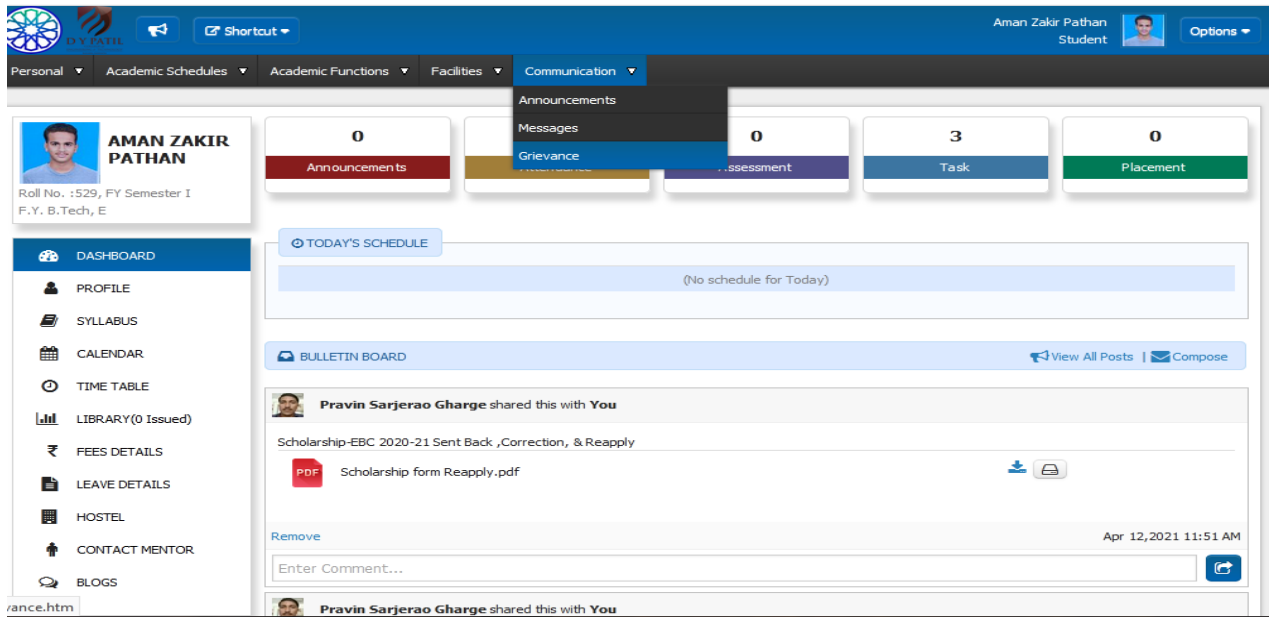 D Y PATIL
Shortcut
Aman Zakir Pathan
Student
Options
Personal
Academic Schedules
Academic Functions
Facilities
Communication
Announcements
Messages
Grievance
AMAN ZAKIR
PATHAN
Roll No. :529, FY Semester I
F.Y. B.Tech, E
0
Announcements
Attendance
0
Assessment
3
Task
0
Placement
DASHBOARD
PROFILE
SYLLABUS
CALENDAR
TIME TABLE
LIBRARY(0 Issued)
₹ FEES DETAILS
LEAVE DETAILS
HOSTEL
CONTACT MENTOR
BLOGS
vance.htm
TODAY'S SCHEDULE
(No schedule for Today)
BULLETIN BOARD
View All Posts | Compose
Pravin Sarjerao Gharge shared this with You
Scholarship-EBC 2020-21 Sent Back ,Correction, & Reapply
PDF Scholarship form Reapply.pdf
Remove
Apr 12,2021 11:51 AM
Enter Comment...
Pravin Sarjerao Gharge shared this with You